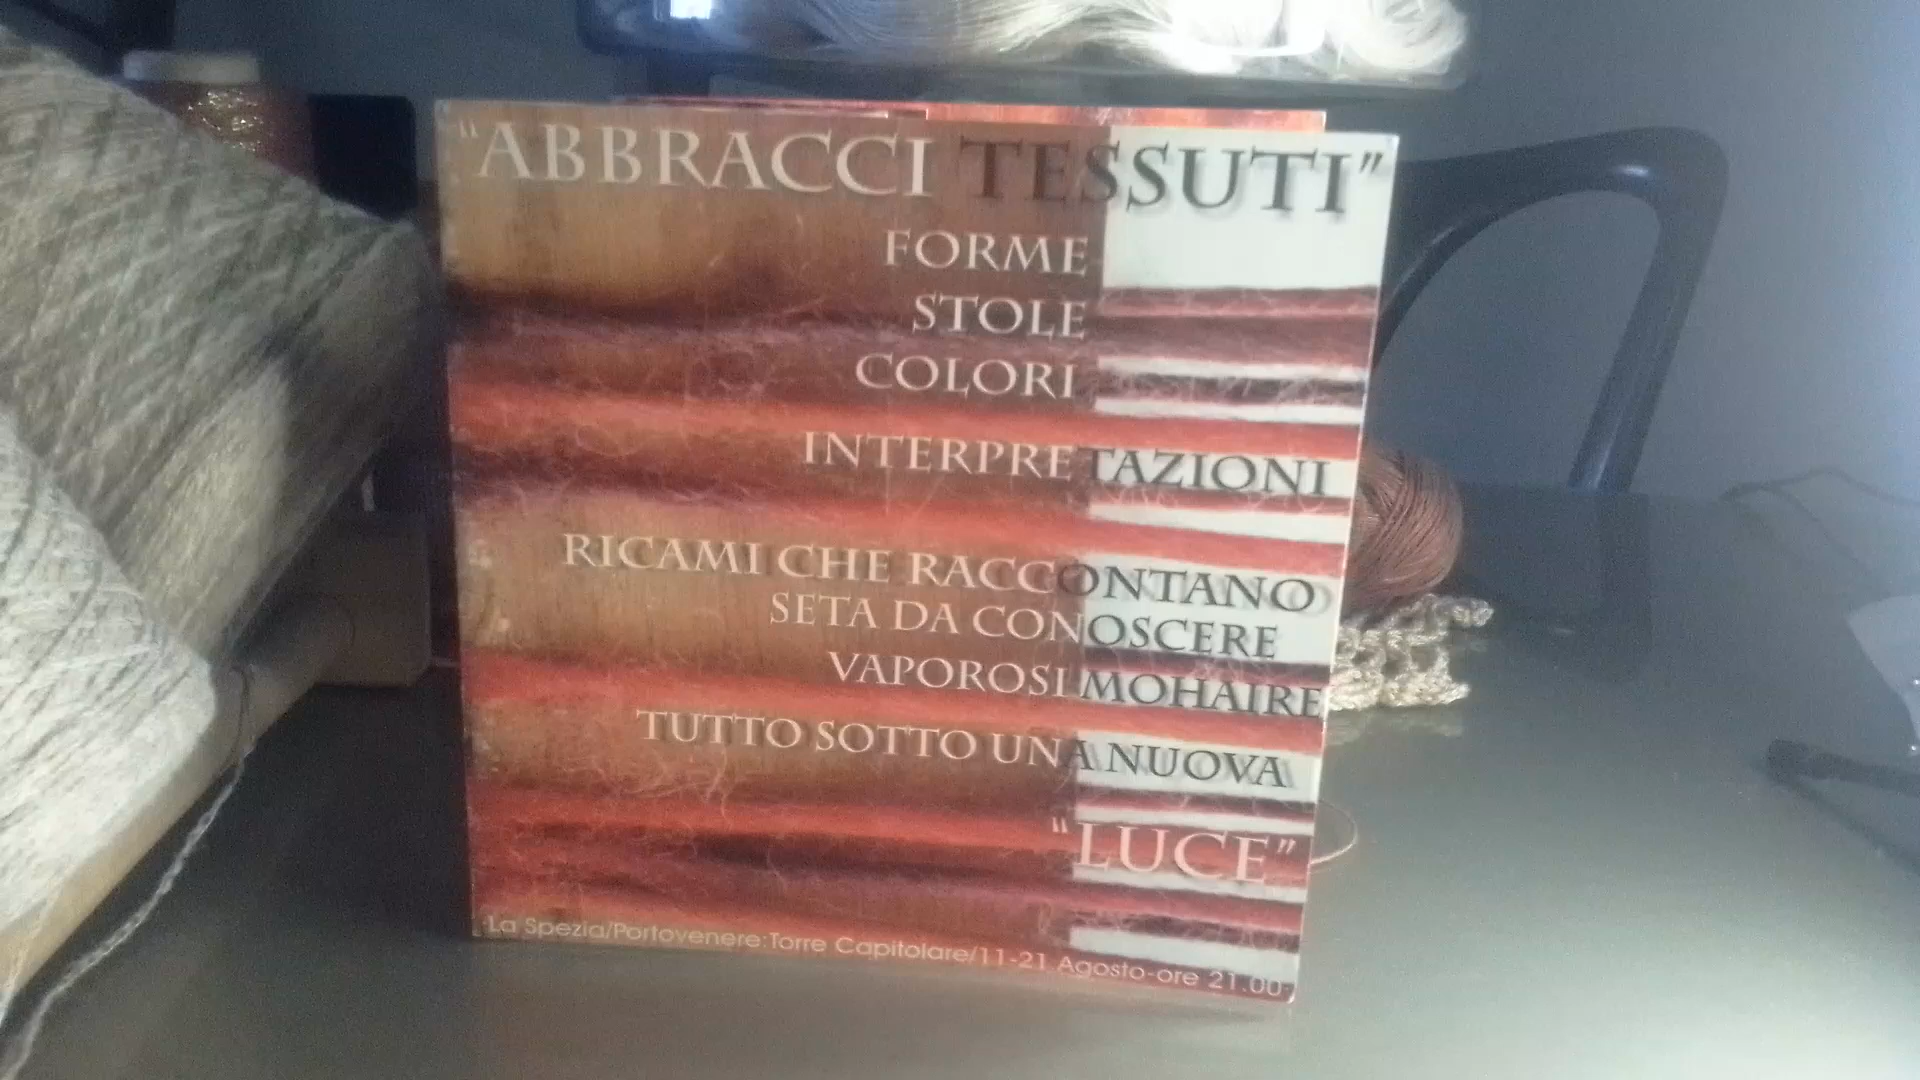 "ABBRACCI TESSUTI"
FORME
STOLE
COLORI
INTERPRETAZIONI
RICAMI CHE RACCONTANO
SETA DA CONOSCERE
VAPOROSI MOHAIRE
TUTTO SOTTO UNA NUOVA
"LUCE"
La Spezia/Portovenere:Torre Capitolare/11-21 Agosto-ore 21.00